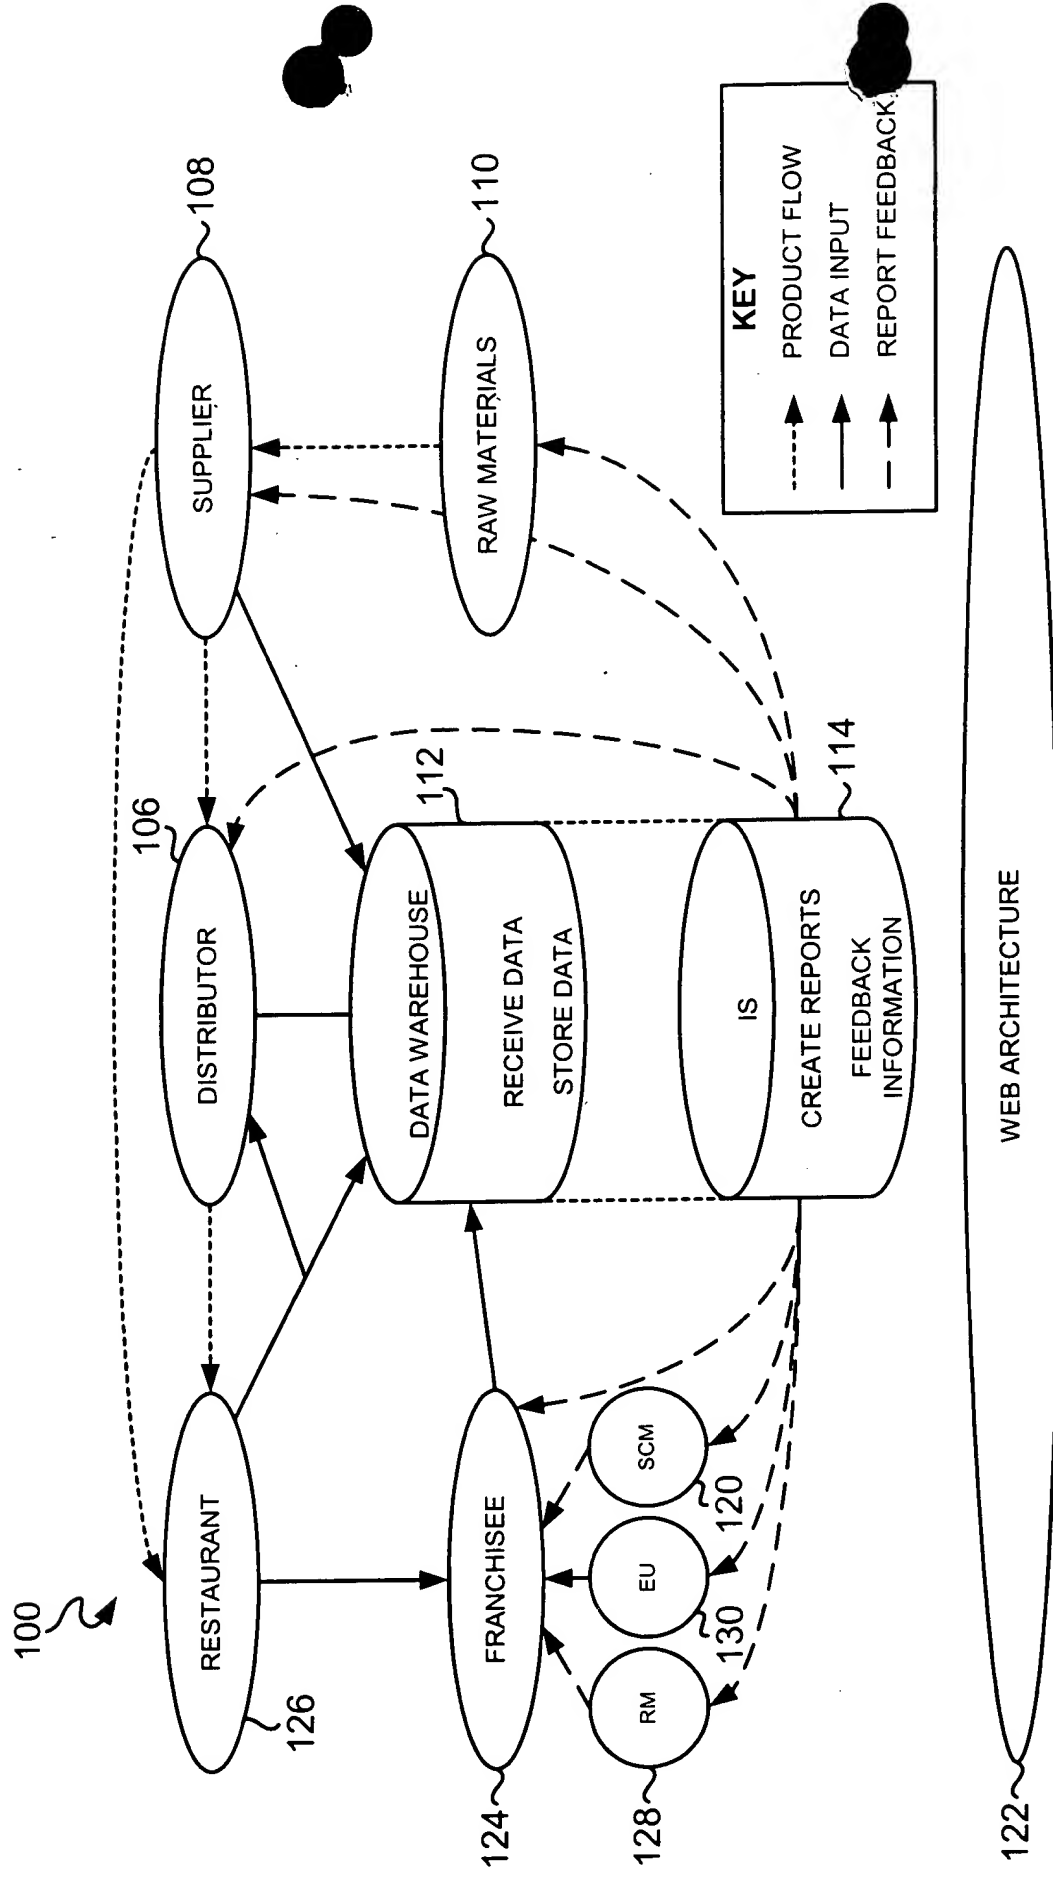 100
RESTAURANT
126
DISTRIBUTOR
106
SUPPLIER
108
FRANCHISEE
124
DATA WAREHOUSE
RECEIVE DATA
STORE DATA
112
RAW MATERIALS
110
RM
128
EU
130
SCM
120
IS
CREATE REPORTS
FEEDBACK
INFORMATION
114
KEY
PRODUCT FLOW
DATA INPUT
REPORT FEEDBACK
WEB ARCHITECTURE
122